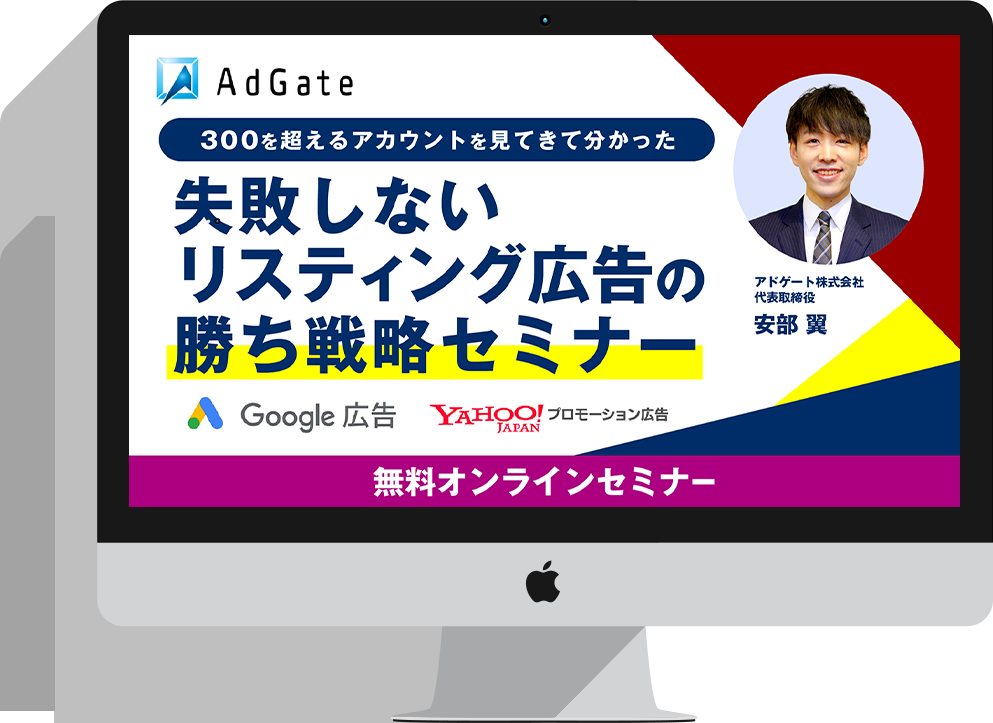 AdGate
300を超えるアカウントを見てきて分かった
失敗しない
リスティング広告の
勝ち戦略セミナー
アドゲート株式会社
代表取締役
安部 翼
Google 広告
YAHOO! JAPAN プロモーション広告
無料オンラインセミナー